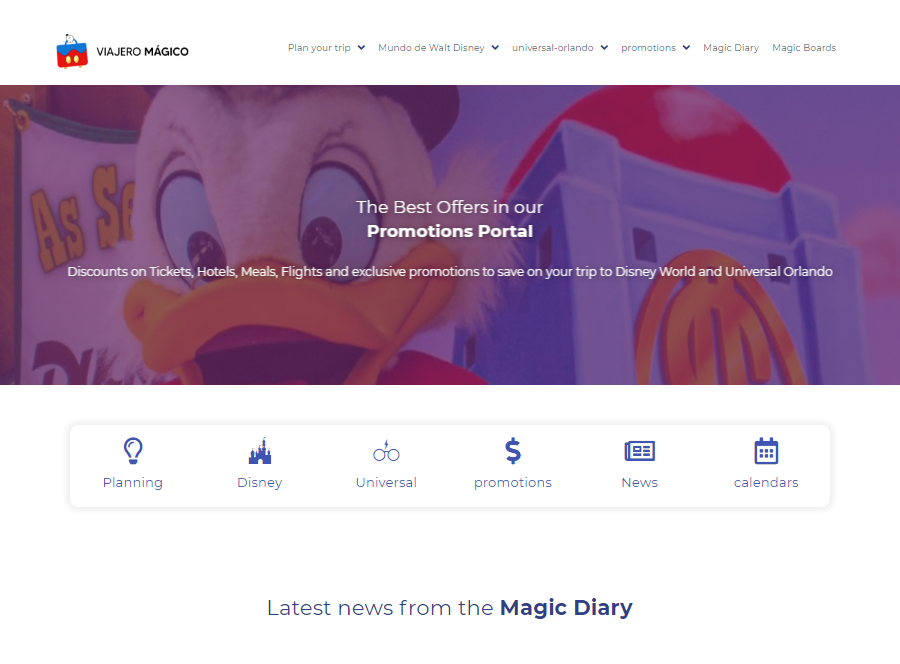 VIAJERO MÁGICO
Plan your trip
Mundo de Walt Disney
universal-orlando
promotions
Magic Diary
Magic Boards
As Se
The Best Offers in our
Promotions Portal
Discounts on Tickets, Hotels, Meals, Flights and exclusive promotions to save on your trip to Disney World and Universal Orlando
Planning
Disney
Universal
promotions
News
calendars
Latest news from the Magic Diary